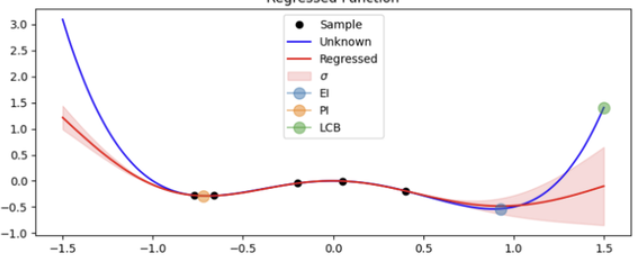 Regressed Function
Sample
Unknown
Regressed
σ
EI
PI
LCB
3.0
2.5
2.0
1.5
1.0
0.5
0.0
−0.5
−1.0
−1.5
−1.0
−0.5
0.0
0.5
1.0
1.5